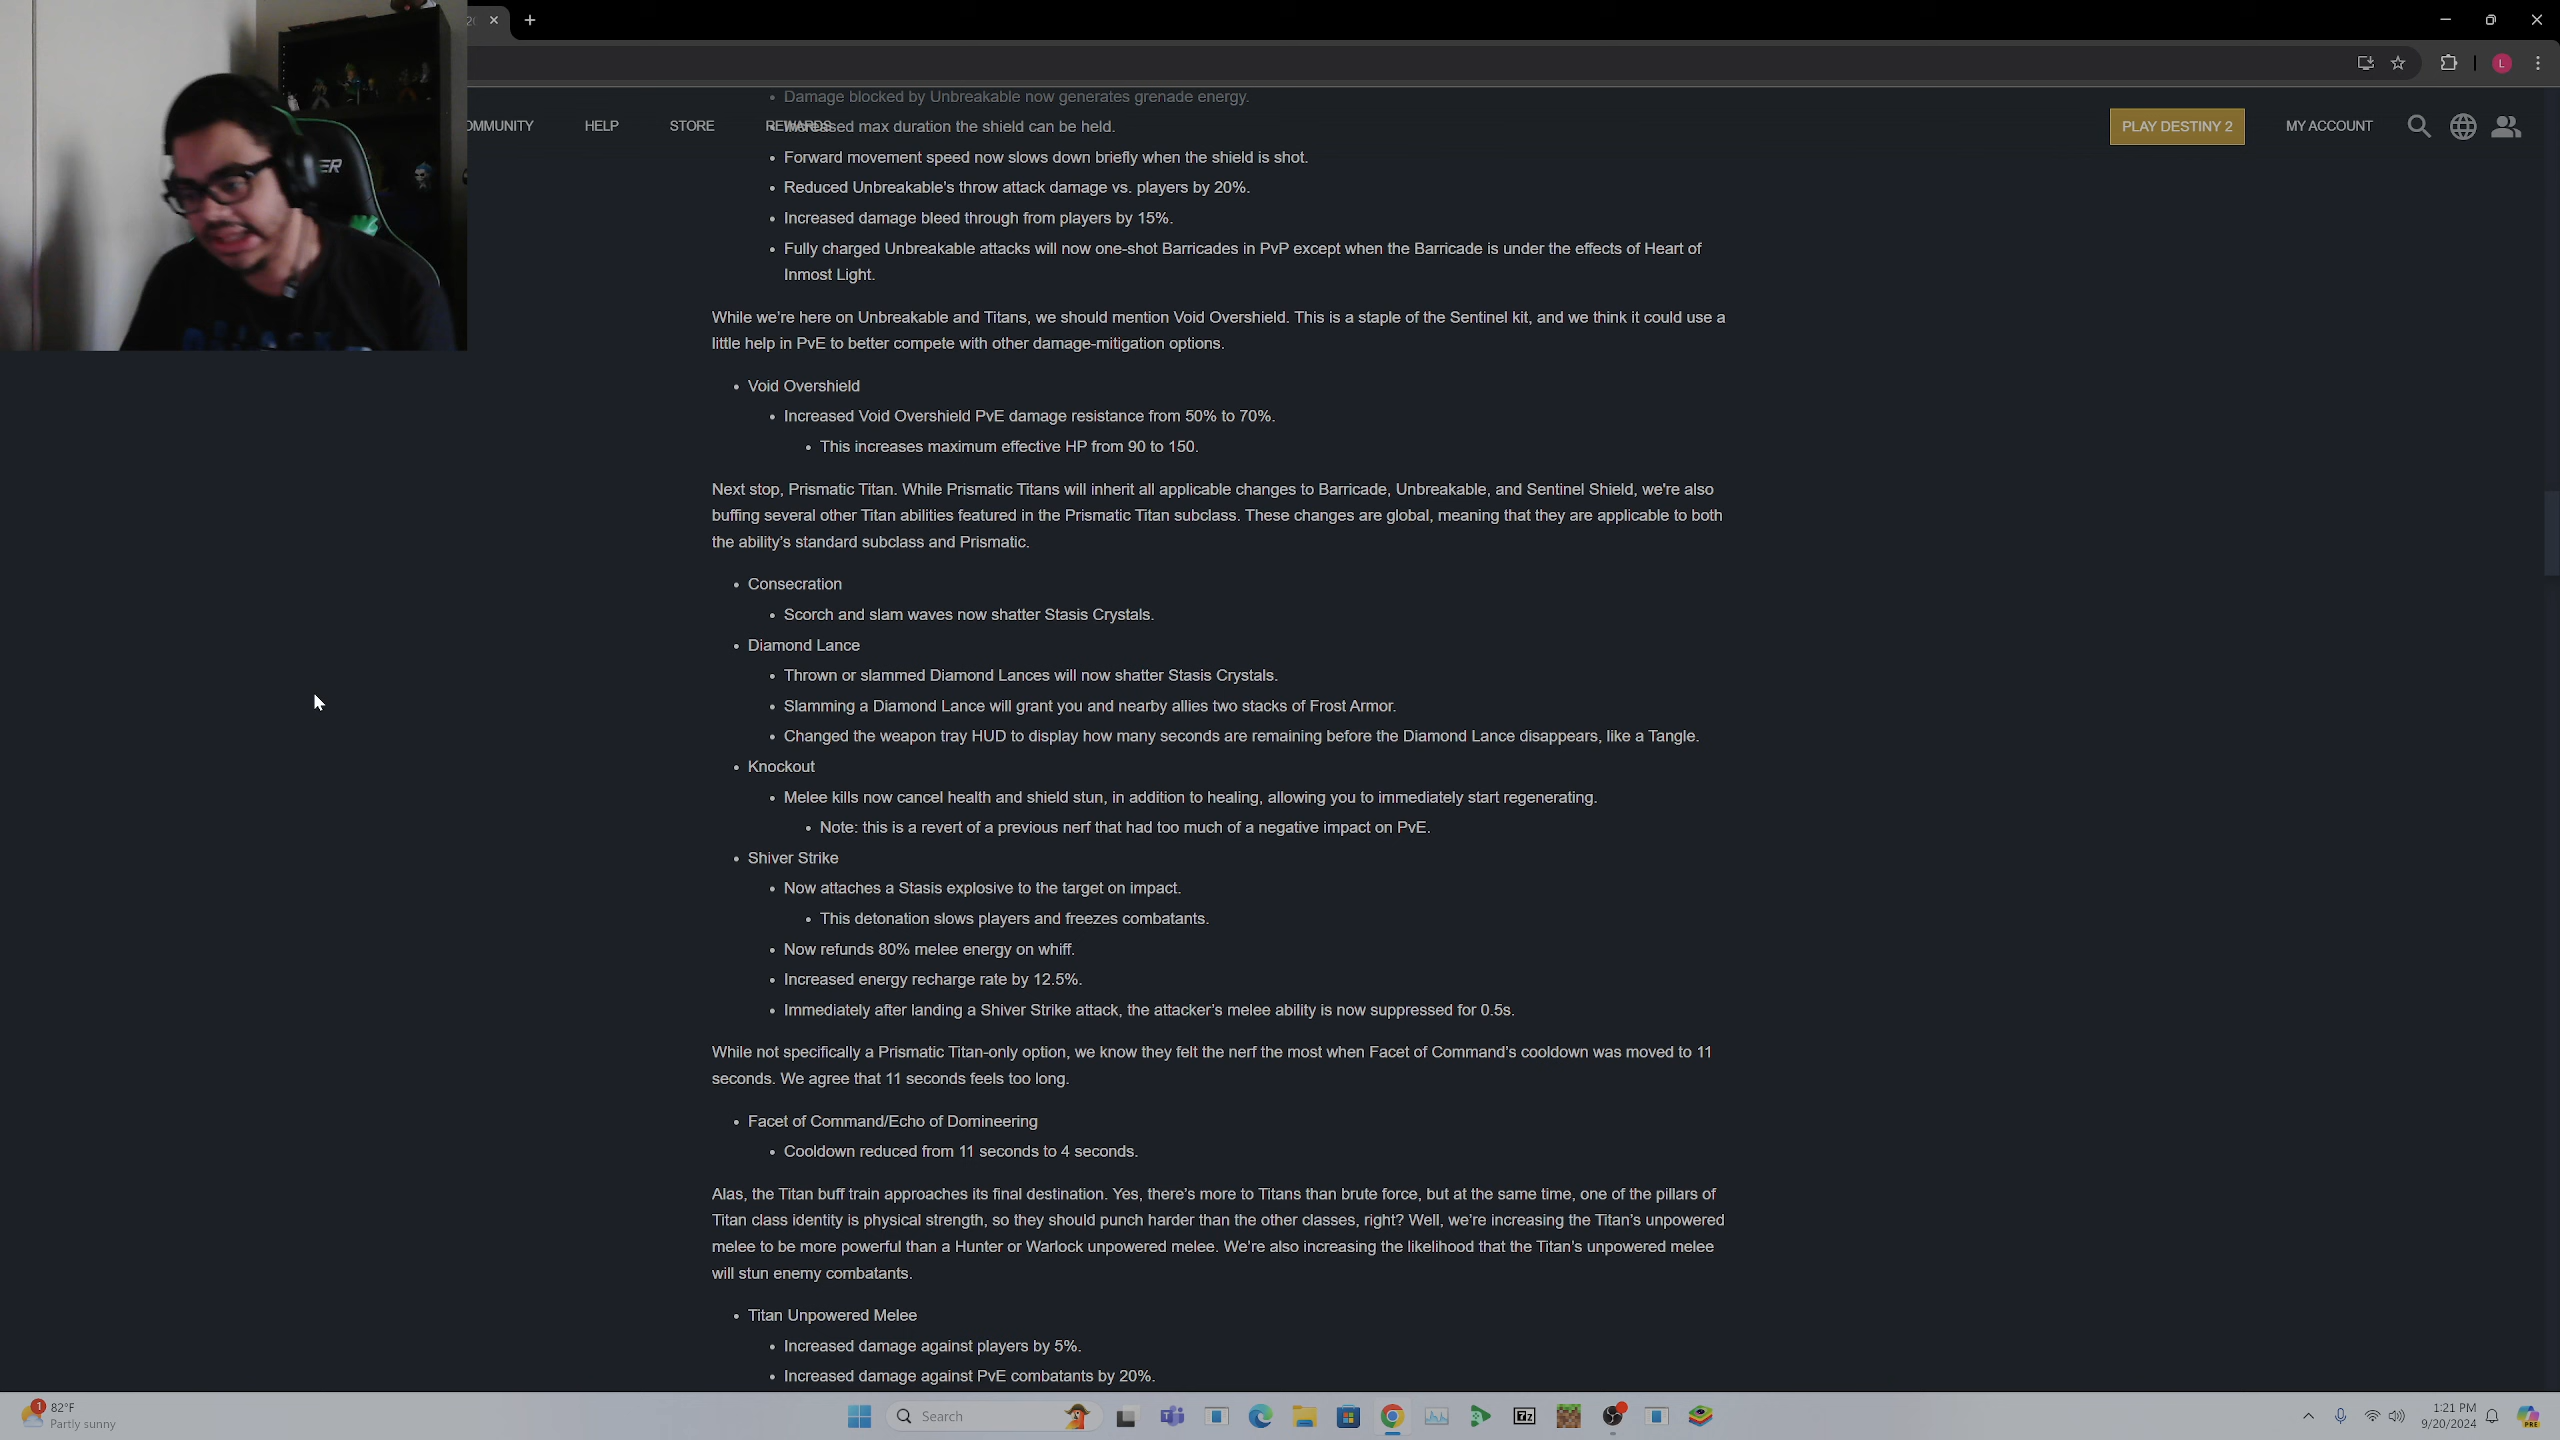 2(
OMMUNITY
HELP
STORE
REWARDS
PLAY DESTINY 2
MY ACCOUNT
L
ER
• Damage blocked by Unbreakable now generates grenade energy.
• Increased max duration the shield can be held.
• Forward movement speed now slows down briefly when the shield is shot.
• Reduced Unbreakable's throw attack damage vs. players by 20%.
• Increased damage bleed through from players by 15%.
• Fully charged Unbreakable attacks will now one-shot Barricades in PvP except when the Barricade is under the effects of Heart of
Inmost Light.
While we're here on Unbreakable and Titans, we should mention Void Overshield. This is a staple of the Sentinel kit, and we think it could use a
little help in PvE to better compete with other damage-mitigation options.
• Void Overshield
• Increased Void Overshield PvE damage resistance from 50% to 70%.
• This increases maximum effective HP from 90 to 150.
Next stop, Prismatic Titan. While Prismatic Titans will inherit all applicable changes to Barricade, Unbreakable, and Sentinel Shield, we're also
buffing several other Titan abilities featured in the Prismatic Titan subclass. These changes are global, meaning that they are applicable to both
the ability's standard subclass and Prismatic.
• Consecration
• Scorch and slam waves now shatter Stasis Crystals.
• Diamond Lance
• Thrown or slammed Diamond Lances will now shatter Stasis Crystals.
• Slamming a Diamond Lance will grant you and nearby allies two stacks of Frost Armor.
• Changed the weapon tray HUD to display how many seconds are remaining before the Diamond Lance disappears, like a Tangle.
• Knockout
• Melee kills now cancel health and shield stun, in addition to healing, allowing you to immediately start regenerating.
• Note: this is a revert of a previous nerf that had too much of a negative impact on PvE.
• Shiver Strike
• Now attaches a Stasis explosive to the target on impact.
• This detonation slows players and freezes combatants.
• Now refunds 80% melee energy on whiff.
• Increased energy recharge rate by 12.5%.
• Immediately after landing a Shiver Strike attack, the attacker's melee ability is now suppressed for 0.5s.
While not specifically a Prismatic Titan-only option, we know they felt the nerf the most when Facet of Command's cooldown was moved to 11
seconds. We agree that 11 seconds feels too long.
• Facet of Command/Echo of Domineering
• Cooldown reduced from 11 seconds to 4 seconds.
Alas, the Titan buff train approaches its final destination. Yes, there's more to Titans than brute force, but at the same time, one of the pillars of
Titan class identity is physical strength, so they should punch harder than the other classes, right? Well, we're increasing the Titan's unpowered
melee to be more powerful than a Hunter or Warlock unpowered melee. We're also increasing the likelihood that the Titan's unpowered melee
will stun enemy combatants.
• Titan Unpowered Melee
• Increased damage against players by 5%.
• Increased damage against PvE combatants by 20%.
1
82°F
Partly sunny
Search
7z
1:21 PM
9/20/2024
PRE